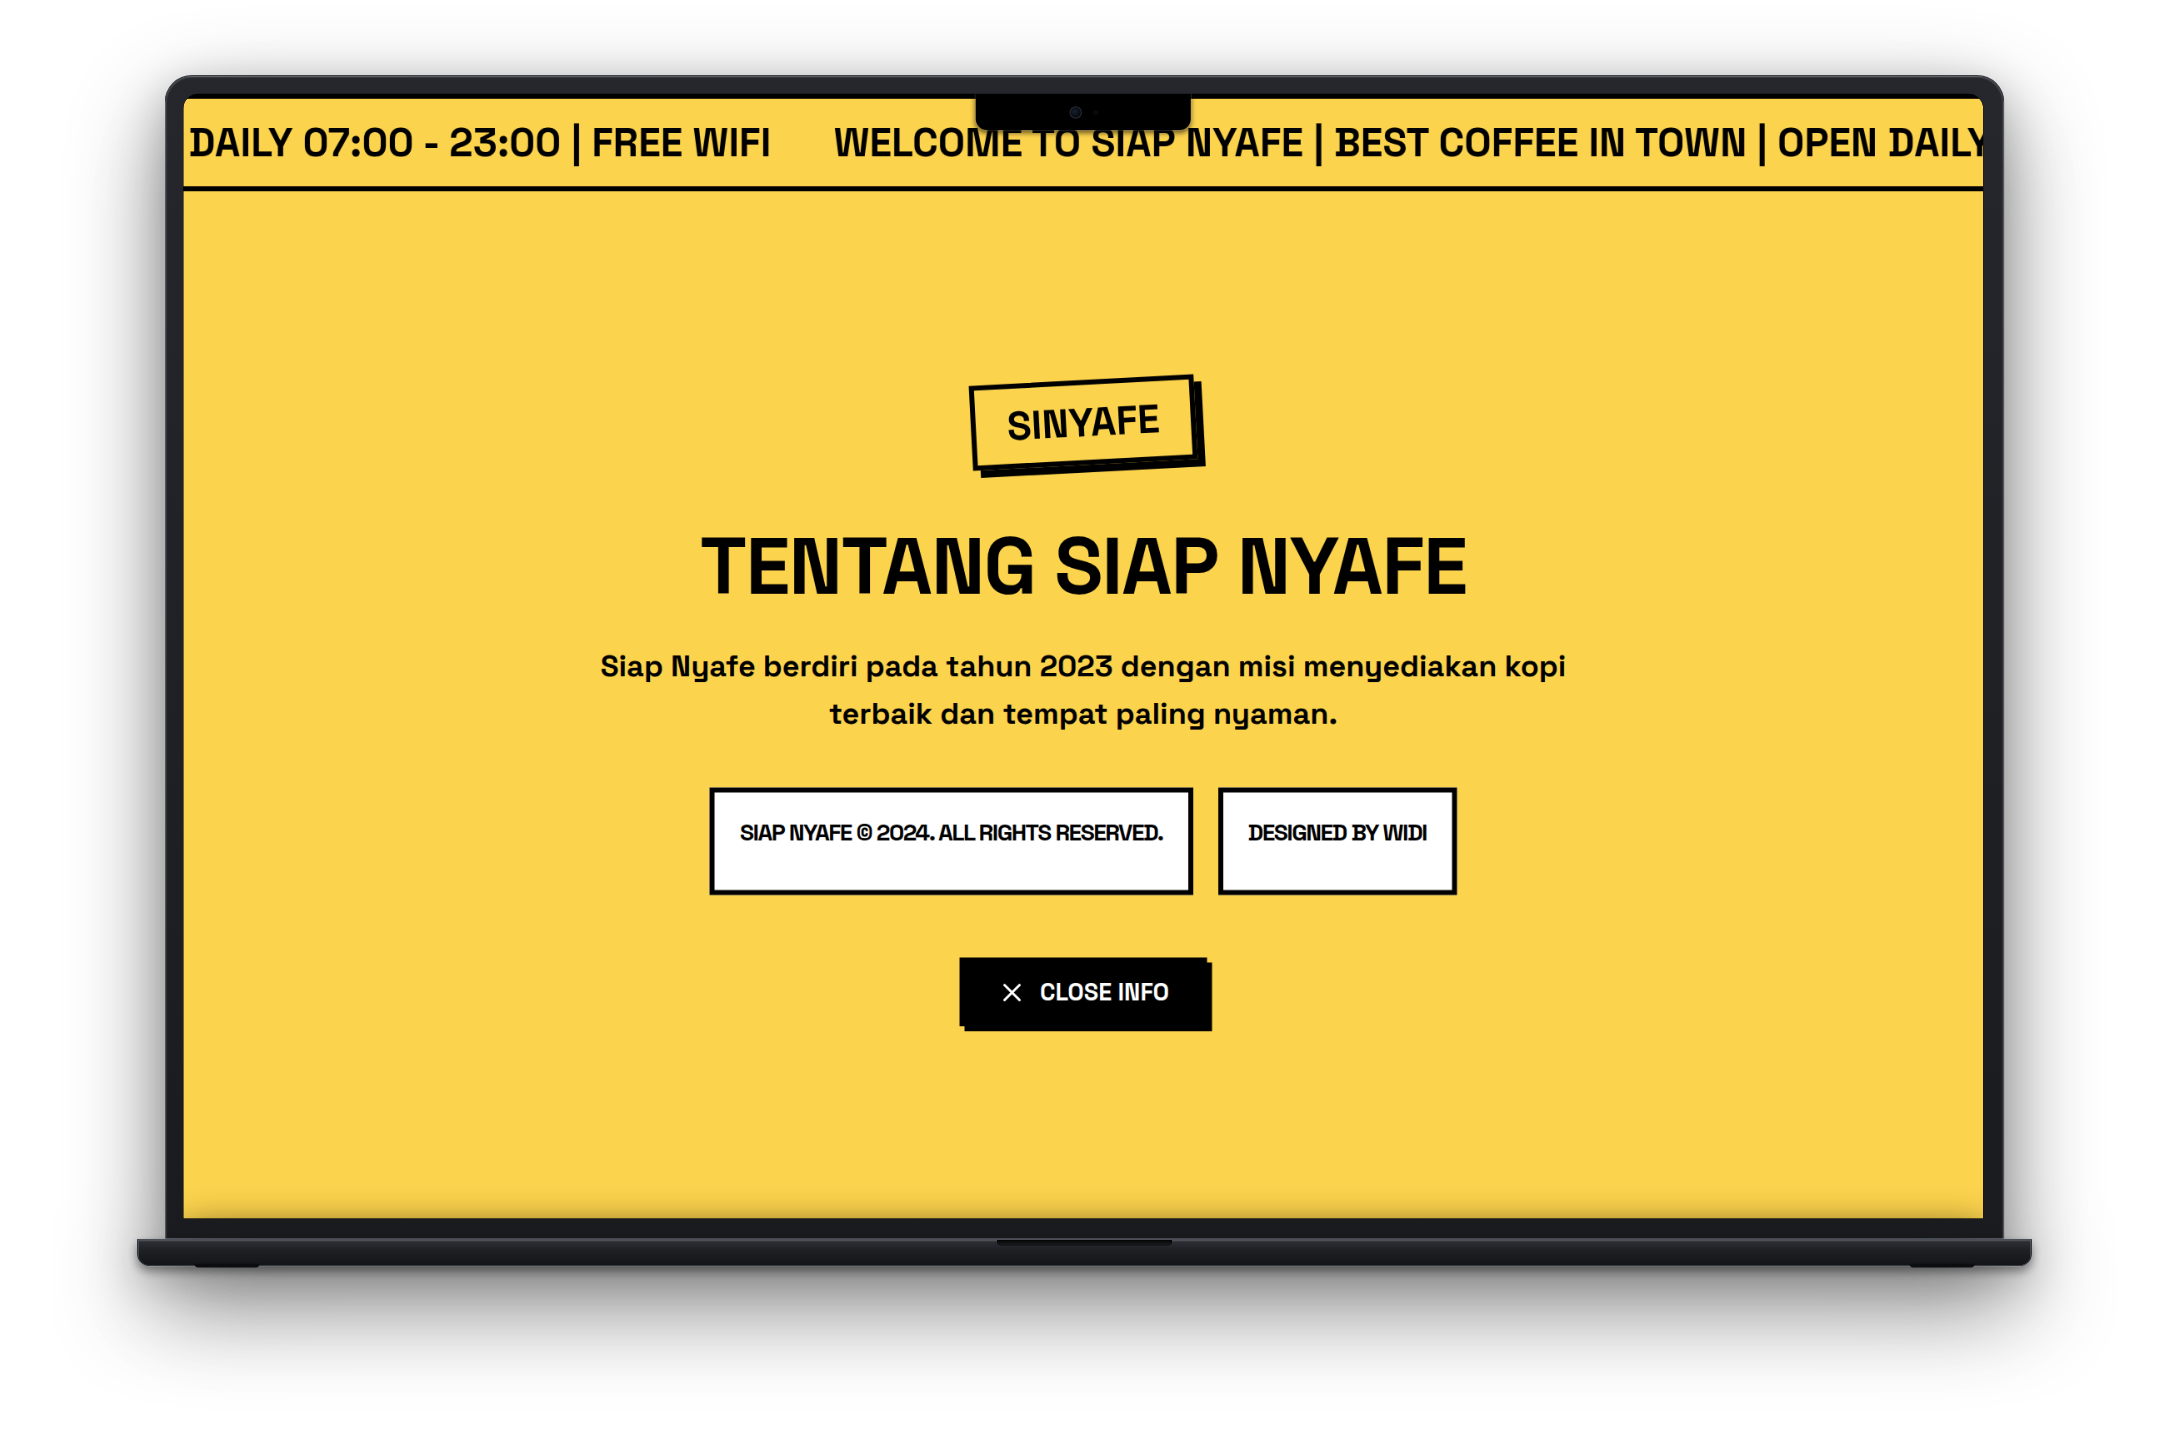 DAILY 07:00 - 23:00 | FREE WIFI WELCOME TO SIAP NYAFE | BEST COFFEE IN TOWN | OPEN DAILY
SINYAFE
TENTANG SIAP NYAFE
Siap Nyafe berdiri pada tahun 2023 dengan misi menyediakan kopi
terbaik dan tempat paling nyaman.
SIAP NYAFE © 2024. ALL RIGHTS RESERVED. DESIGNED BY WIDI
CLOSE INFO